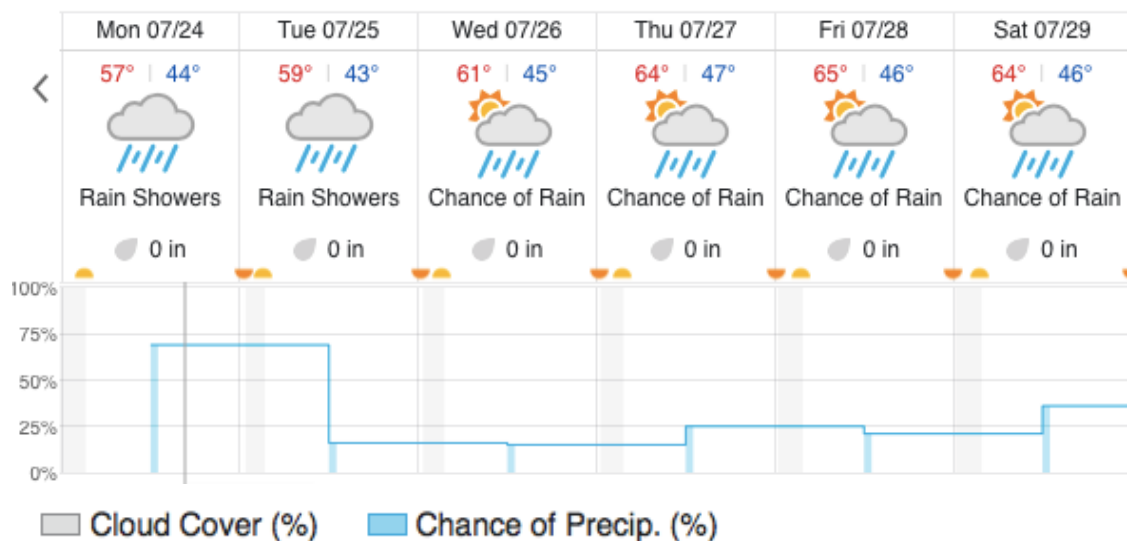 Mon 07/24 Tue 07/25 Wed 07/26 Thu 07/27 Fri 07/28 Sat 07/29
57° | 44° 59° | 43° 61° | 45° 64° | 47° 65° | 46° 64° | 46°
Rain Showers Rain Showers Chance of Rain Chance of Rain Chance of Rain Chance of Rain
0 in 0 in 0 in 0 in 0 in 0 in
100%
75%
50%
25%
0%
Cloud Cover (%) Chance of Precip. (%)